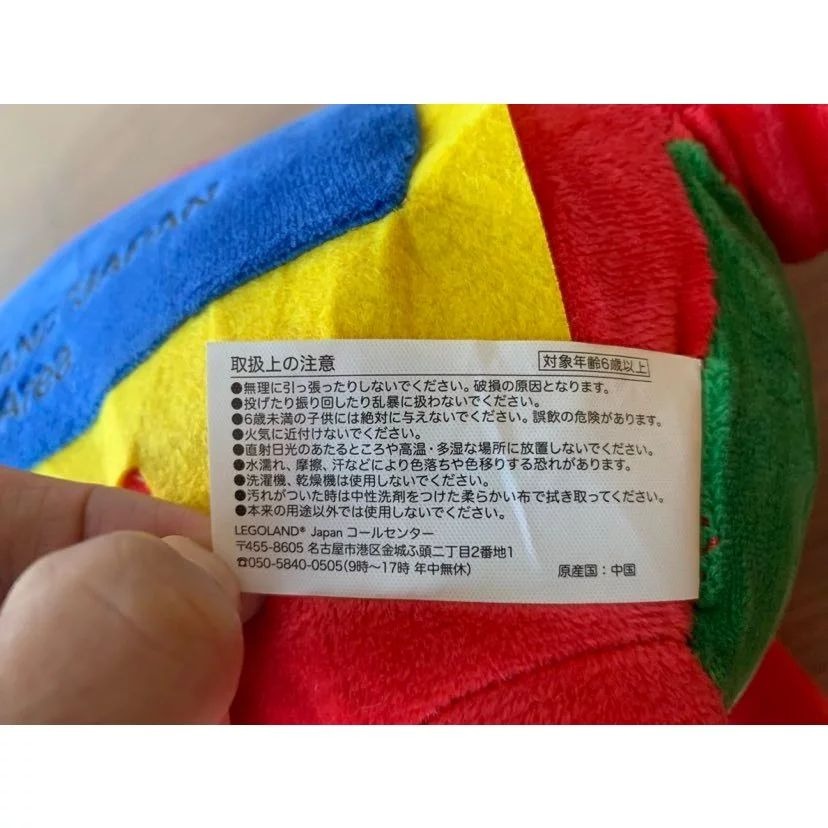 JAPAN
Area
取扱上の注意 対象年齢6歳以上
●無理に引っ張ったりしないでください。破損の原因となります。
●投げたり振り回したり乱暴に扱わないでください。
●6歳未満の子供には絶対に与えないでください。誤飲の危険があります。
●火気に近付けないでください。
●直射日光のあたるところや高温・多湿な場所に放置しないでください。
●水濡れ、摩擦、汗などにより色落ちや色移りする恐れがあります。
●洗濯機、乾燥機は使用しないでください。
●汚れがついた時は中性洗剤をつけた柔らかい布で拭き取ってください。
●本来の用途以外では使用しないでください。
LEGOLAND® Japan コールセンター
〒455-8605 名古屋市港区金城ふ頭二丁目2番地1
☎050-5840-0505(9時～17時 年中無休) 原産国：中国